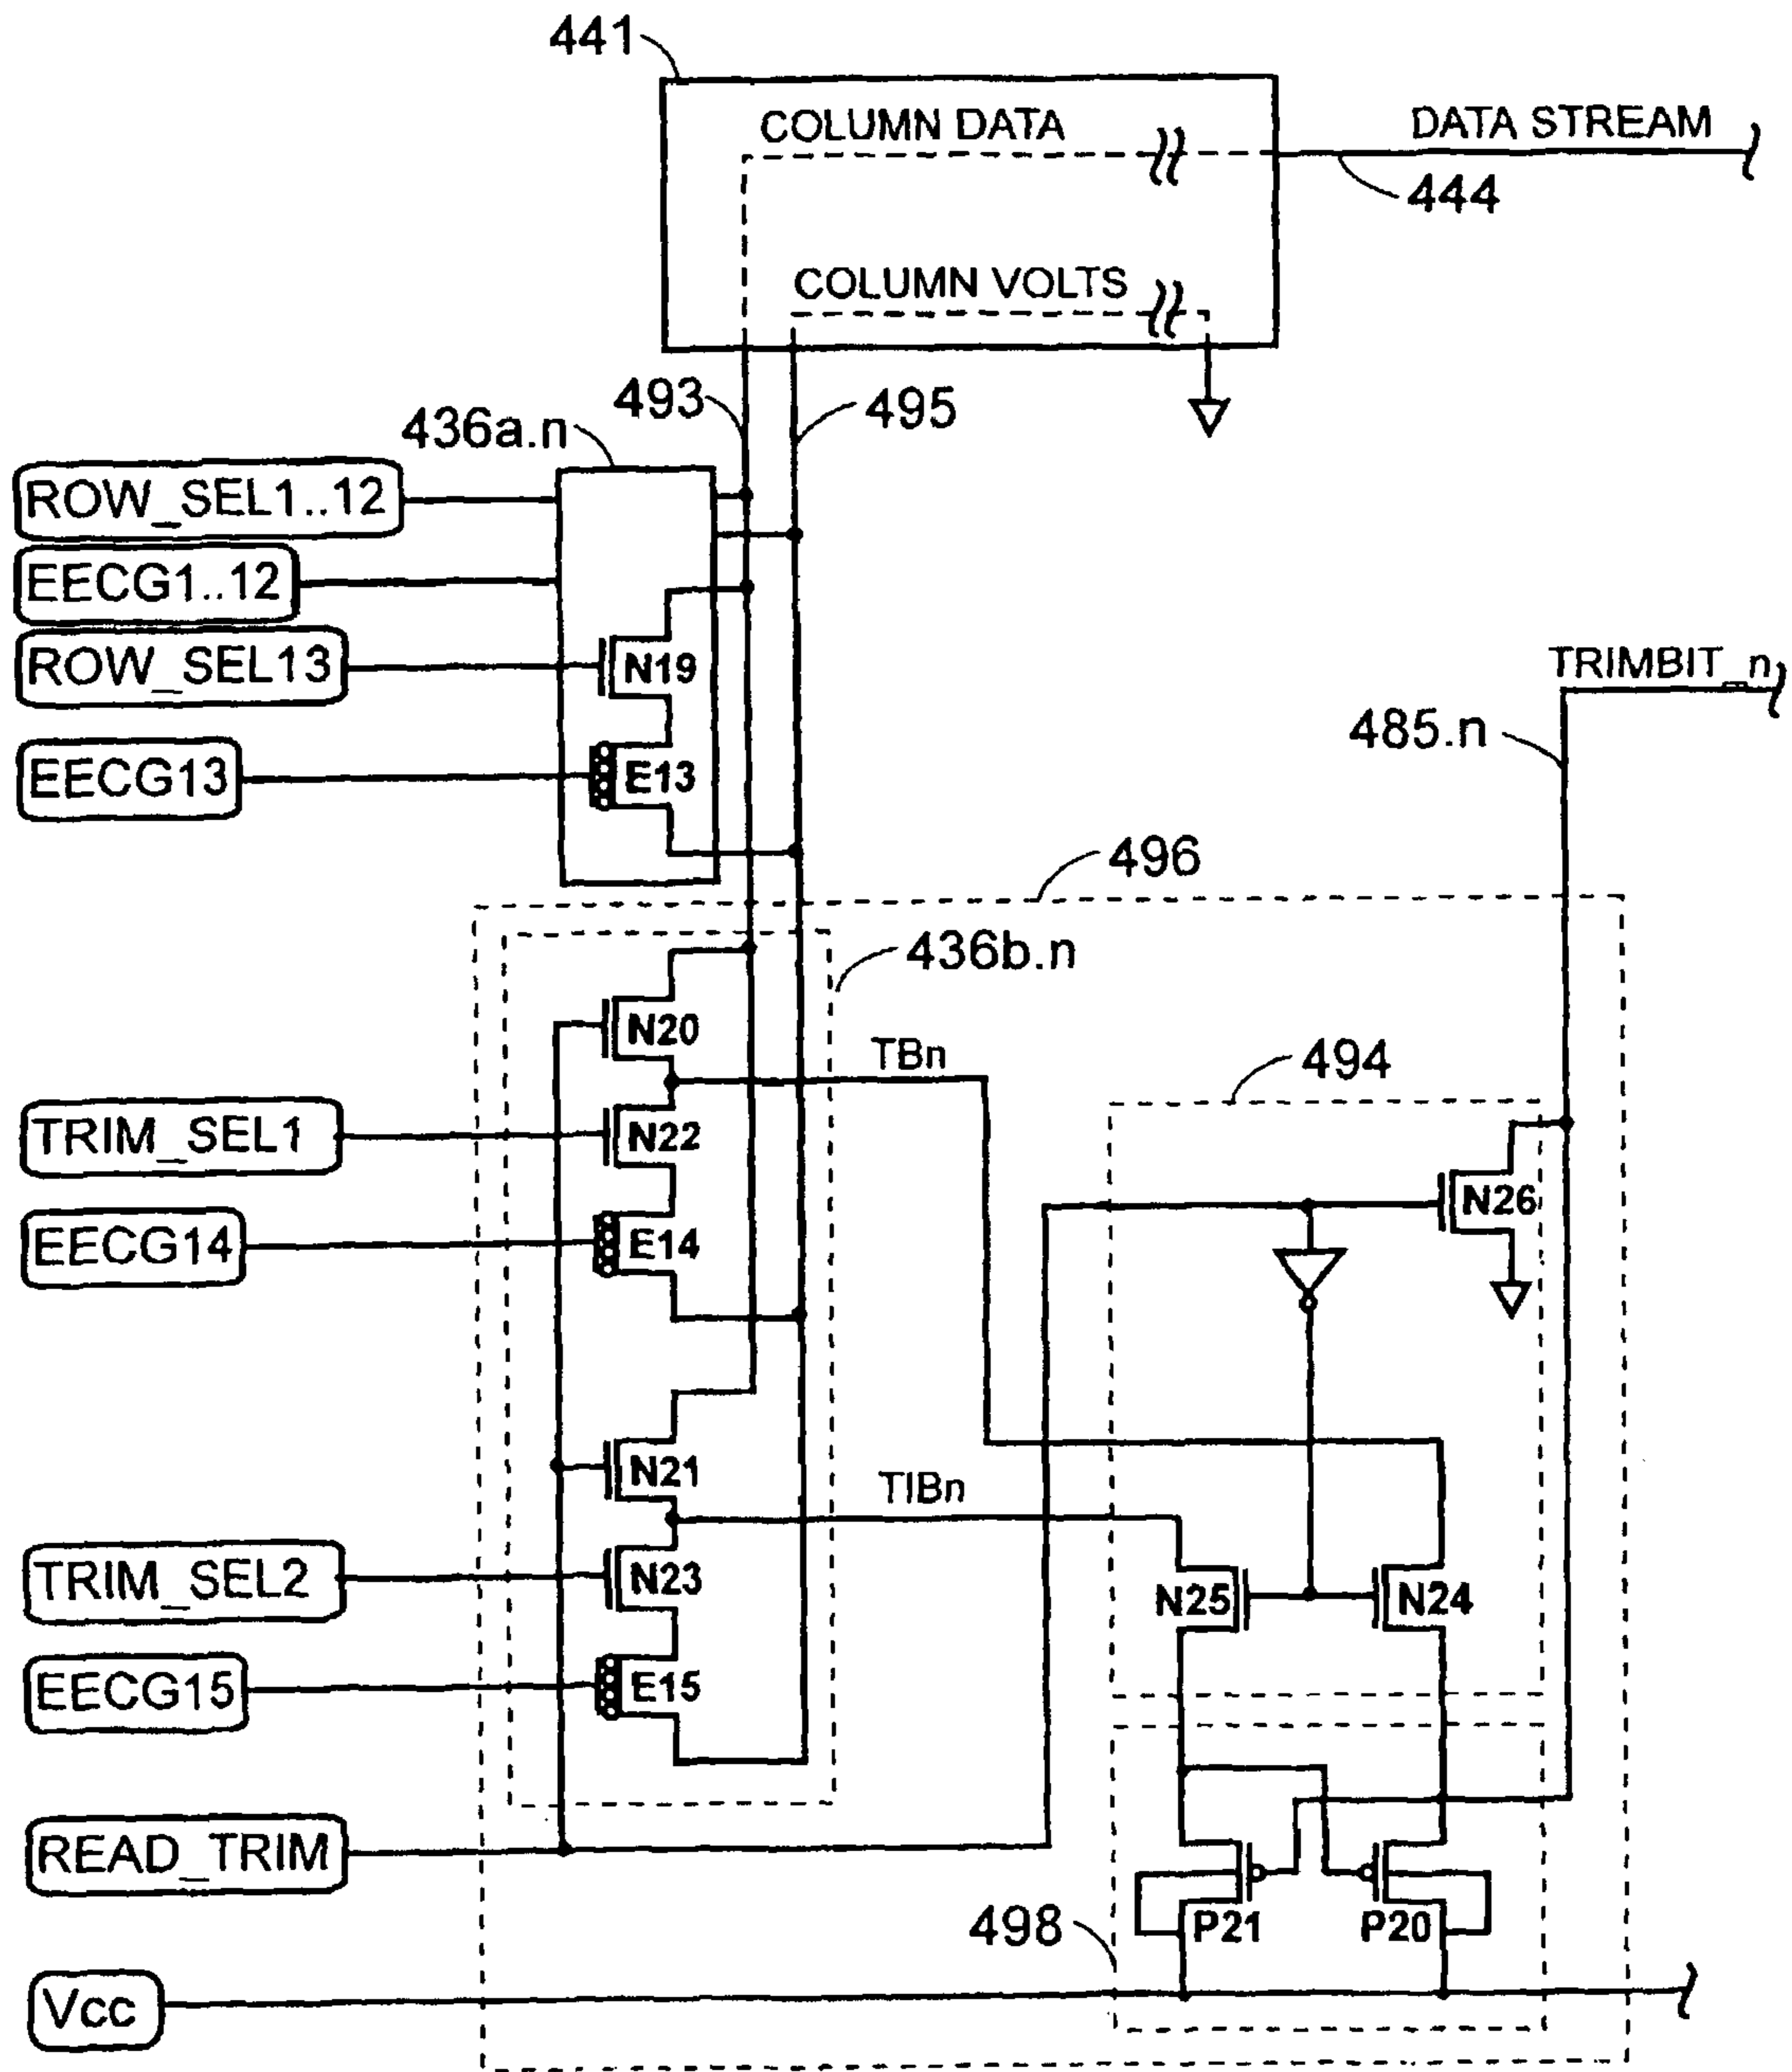 441
COLUMN DATA
DATA STREAM
444
COLUMN VOLTS
493
495
436a.n
ROW_SEL1..12
EECG1..12
ROW_SEL13
N19
TRIMBIT_n
485.n
EECG13
E13
496
436b.n
N20
TBn
494
TRIM_SEL1
N22
N26
EECG14
E14
N21
TIBn
TRIM_SEL2
N23
N25
N24
EECG15
E15
READ_TRIM
498
P21
P20
Vcc